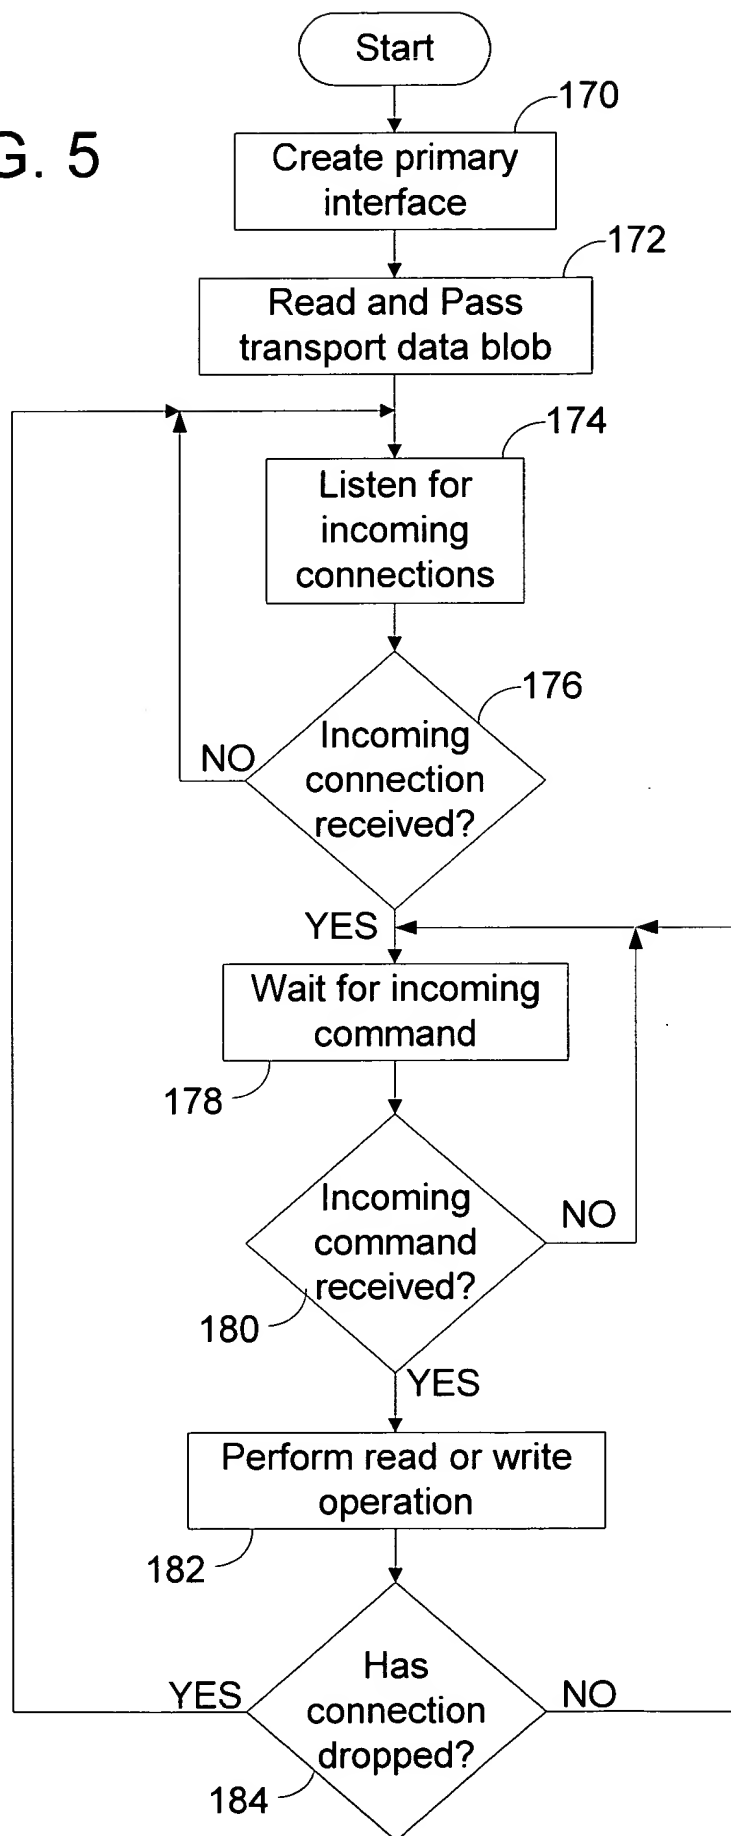 Start
170
G. 5
Create primary
interface
172
Read and Pass
transport data blob
174
Listen for
incoming
connections
176
Incoming
connection
received?
NO
YES
Wait for incoming
command
178
Incoming
command
received?
NO
180
YES
Perform read or write
operation
182
Has
connection
dropped?
YES
NO
184